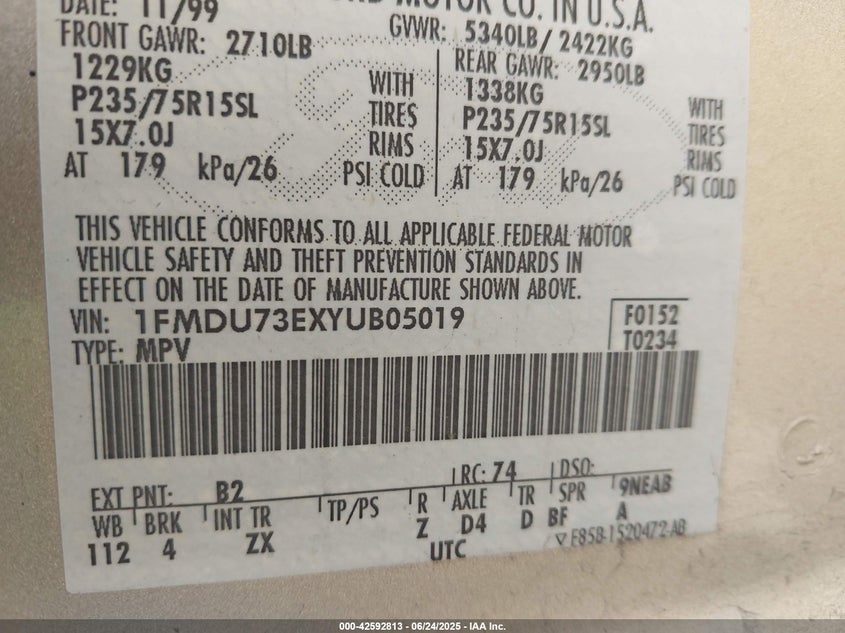 DATE: 11/99
MOTOR CO. IN U.S.A.
FRONT GAWR: 2710LB
1229KG
P235/75R15SL
15X7.0J
AT 179 kPa/26
WITH
TIRES
RIMS
PSI COLD
GVWR: 5340LB/ 2422KG
REAR GAWR: 2950LB
1338KG
P235/75R15SL
15X7.0J
AT 179 kPa/26
WITH
TIRES
RIMS
PSI COLD
THIS VEHICLE CONFORMS TO ALL APPLICABLE FEDERAL MOTOR
VEHICLE SAFETY AND THEFT PREVENTION STANDARDS IN
EFFECT ON THE DATE OF MANUFACTURE SHOWN ABOVE.
VIN: 1FMDU73EXYUB05019
TYPE: MPV
F0152
T0234
EXT PNT: B2
RC: 74 DSO:
WB BRK INT TR TP/PS R AXLE TR SPR 9NEAB
112 4 ZX Z D4 D BF A
UTC
F85B-1520472-AB
000-42592813 - 06/24/2025 - IAA Inc.